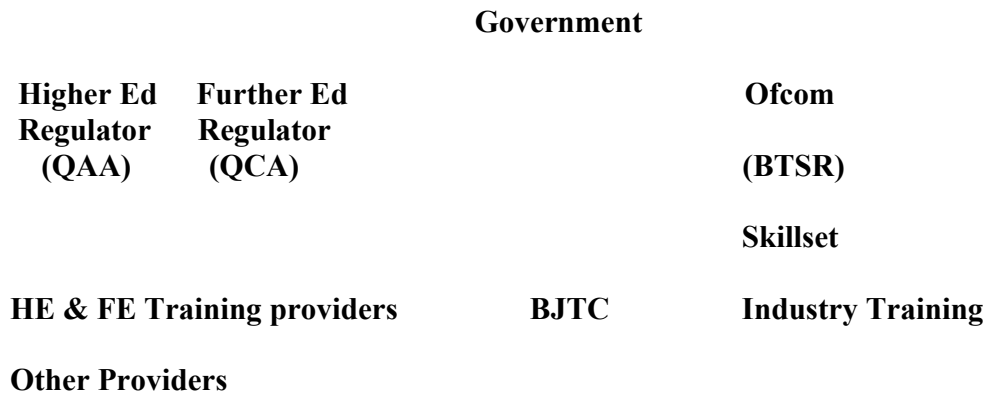 Government
Higher Ed Further Ed Ofcom
Regulator Regulator
(QAA) (QCA) (BTSR)
Skillset
HE & FE Training providers BJTC Industry Training
Other Providers